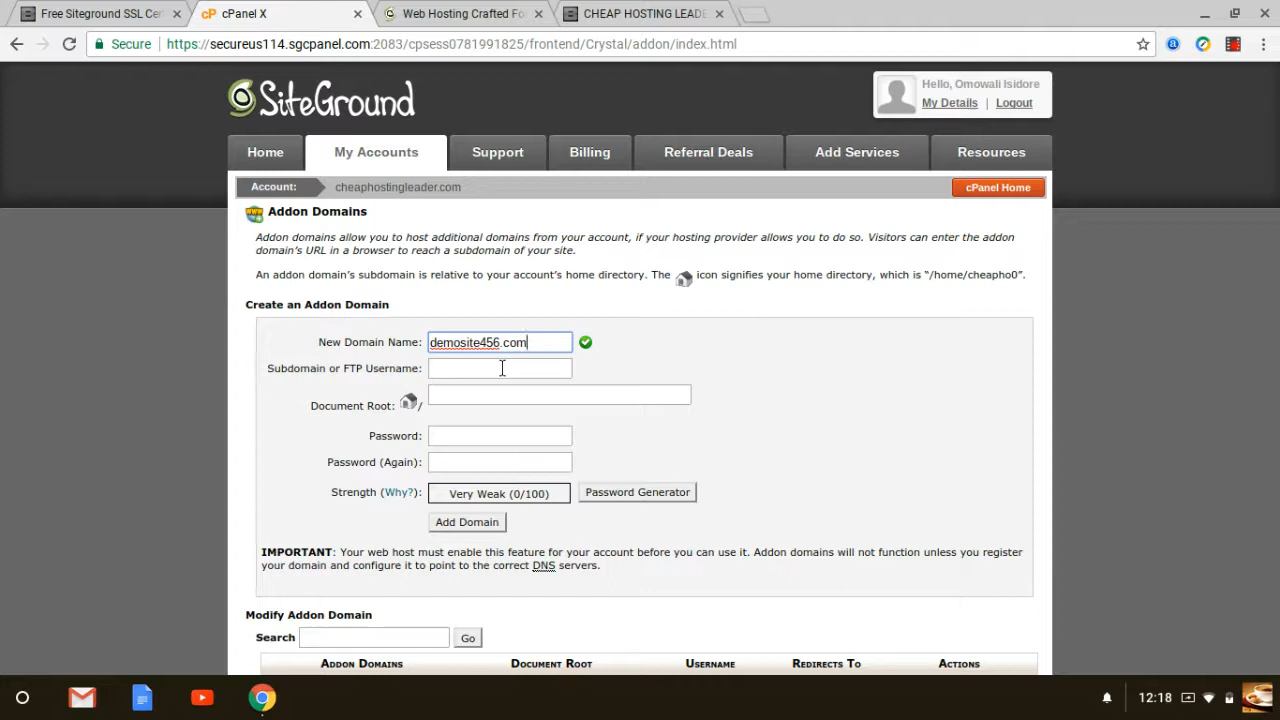 Free Siteground SSL Cer
cPanel X
Web Hosting Crafted Fo
CHEAP HOSTING LEADE
Secure
https://secureus114.sgcpanel.com:2083/cpsess0781991825/frontend/Crystal/addon/index.html
SiteGround
Hello, Omowali Isidore
My Details | Logout
Home
My Accounts
Support
Billing
Referral Deals
Add Services
Resources
Account:
cheaphostingleader.com
cPanel Home
Addon Domains
Addon domains allow you to host additional domains from your account, if your hosting provider allows you to do so. Visitors can enter the addon
domain's URL in a browser to reach a subdomain of your site.
An addon domain's subdomain is relative to your account's home directory. The icon signifies your home directory, which is "/home/cheapho0".
Create an Addon Domain
New Domain Name: demosite456.com
Subdomain or FTP Username:
Document Root: /
Password:
Password (Again):
Strength (Why?): Very Weak (0/100) Password Generator
Add Domain
IMPORTANT: Your web host must enable this feature for your account before you can use it. Addon domains will not function unless you register
your domain and configure it to point to the correct DNS servers.
Modify Addon Domain
Search Go
Addon Domains Document Root Username Redirects To Actions
12:18